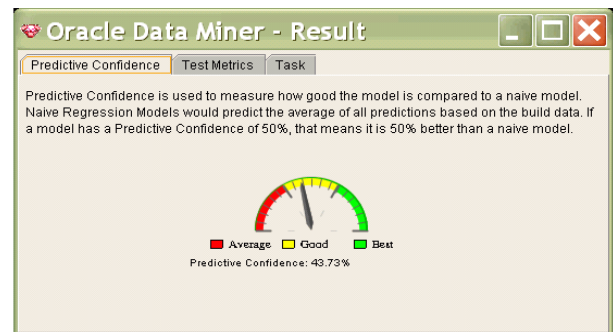 Oracle Data Miner - Result
Predictive Confidence Test Metrics Task
Predictive Confidence is used to measure how good the model is compared to a naive model.
Naive Regression Models would predict the average of all predictions based on the build data. If
a model has a Predictive Confidence of 50%, that means it is 50% better than a naive model.
Average Good Best
Predictive Confidence: 43.73%